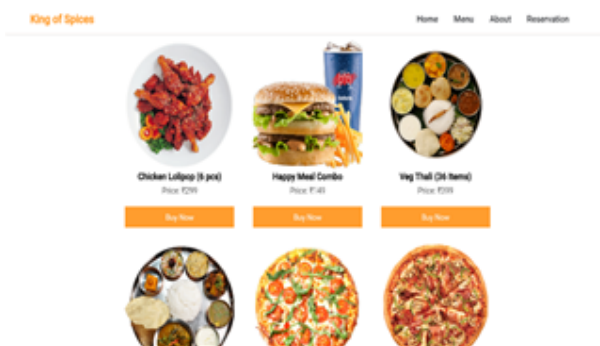 King of Spices
Home Menu About Reservation
Chicken Lolipop (6 pcs) Happy Meal Combo Veg Thali (36 Items)
Price: ₹299 Price: ₹149 Price: ₹399
Buy Now Buy Now Buy Now